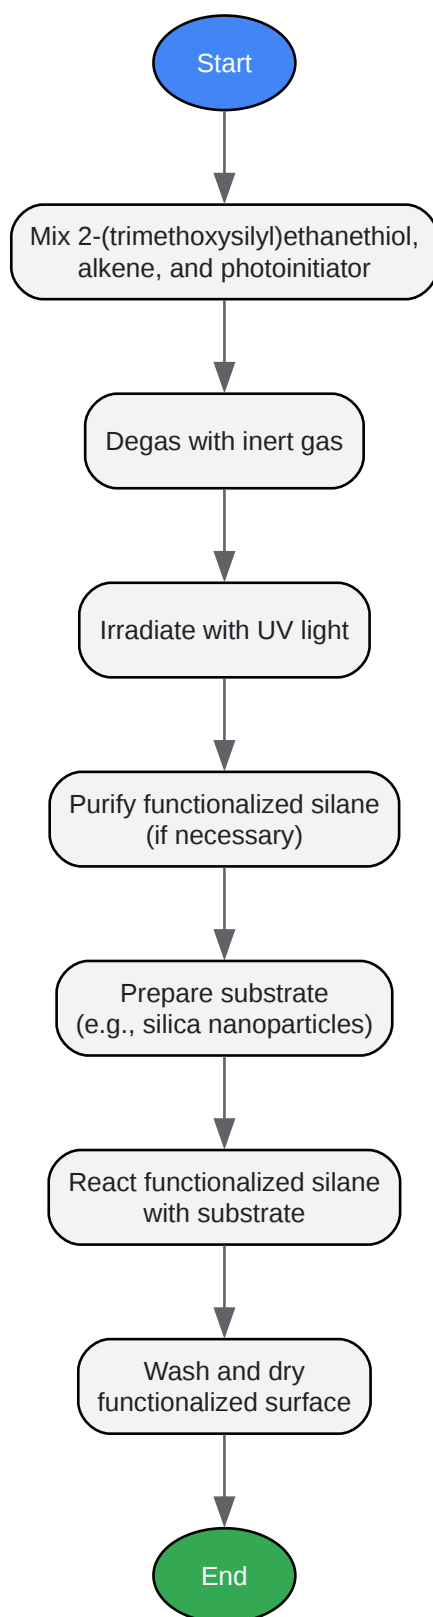 Start
Mix 2-(trimethoxysilyl)ethanethiol,
alkene, and photoinitiator
Degas with inert gas
Irradiate with UV light
Purify functionalized silane
(if necessary)
Prepare substrate
(e.g., silica nanoparticles)
React functionalized silane
with substrate
Wash and dry
functionalized surface
End